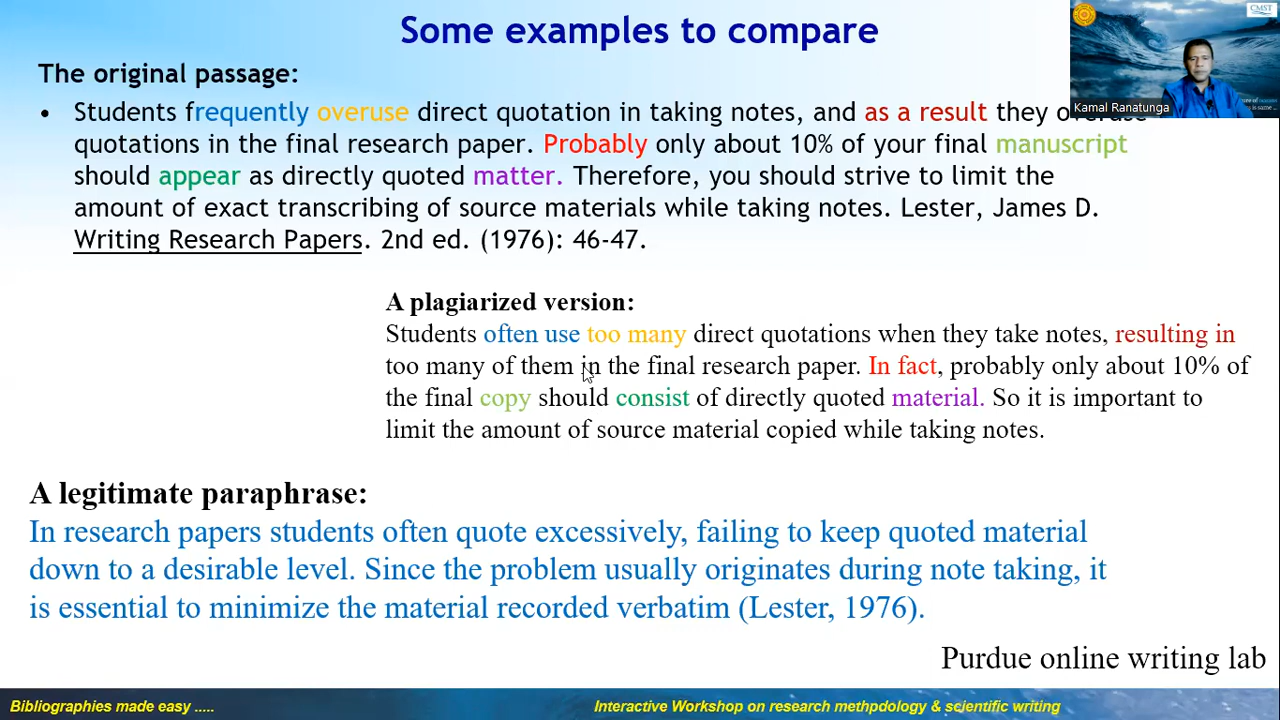 Some examples to compare
The original passage:
• Students frequently overuse direct quotation in taking notes, and as a result they overuse
quotations in the final research paper. Probably only about 10% of your final manuscript
should appear as directly quoted matter. Therefore, you should strive to limit the
amount of exact transcribing of source materials while taking notes. Lester, James D.
Writing Research Papers. 2nd ed. (1976): 46-47.
CMST
Kamal Ranatunga
A plagiarized version:
Students often use too many direct quotations when they take notes, resulting in
too many of them in the final research paper. In fact, probably only about 10% of
the final copy should consist of directly quoted material. So it is important to
limit the amount of source material copied while taking notes.
A legitimate paraphrase:
In research papers students often quote excessively, failing to keep quoted material
down to a desirable level. Since the problem usually originates during note taking, it
is essential to minimize the material recorded verbatim (Lester, 1976).
Purdue online writing lab
Bibliographies made easy .....
Interactive Workshop on research methpdology & scientific writing